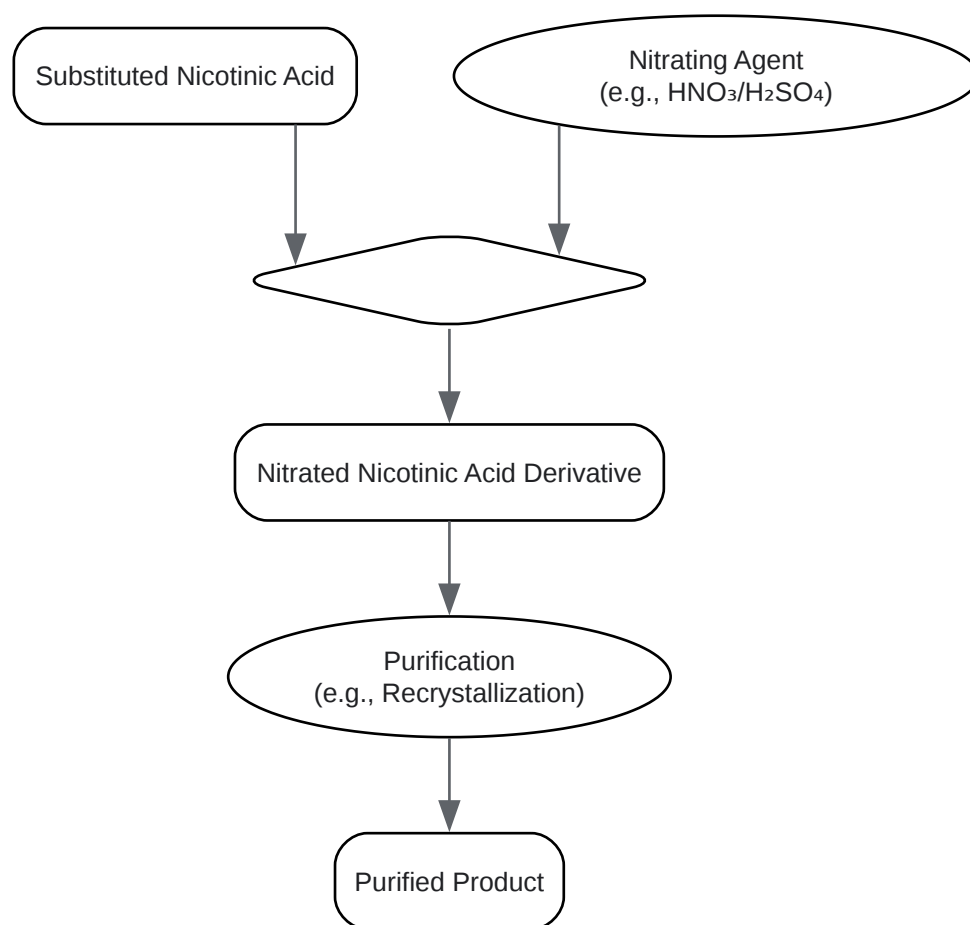 Substituted Nicotinic Acid
Nitrating Agent
(e.g., HNO₃/H₂SO₄)
Nitrated Nicotinic Acid Derivative
Purification
(e.g., Recrystallization)
Purified Product